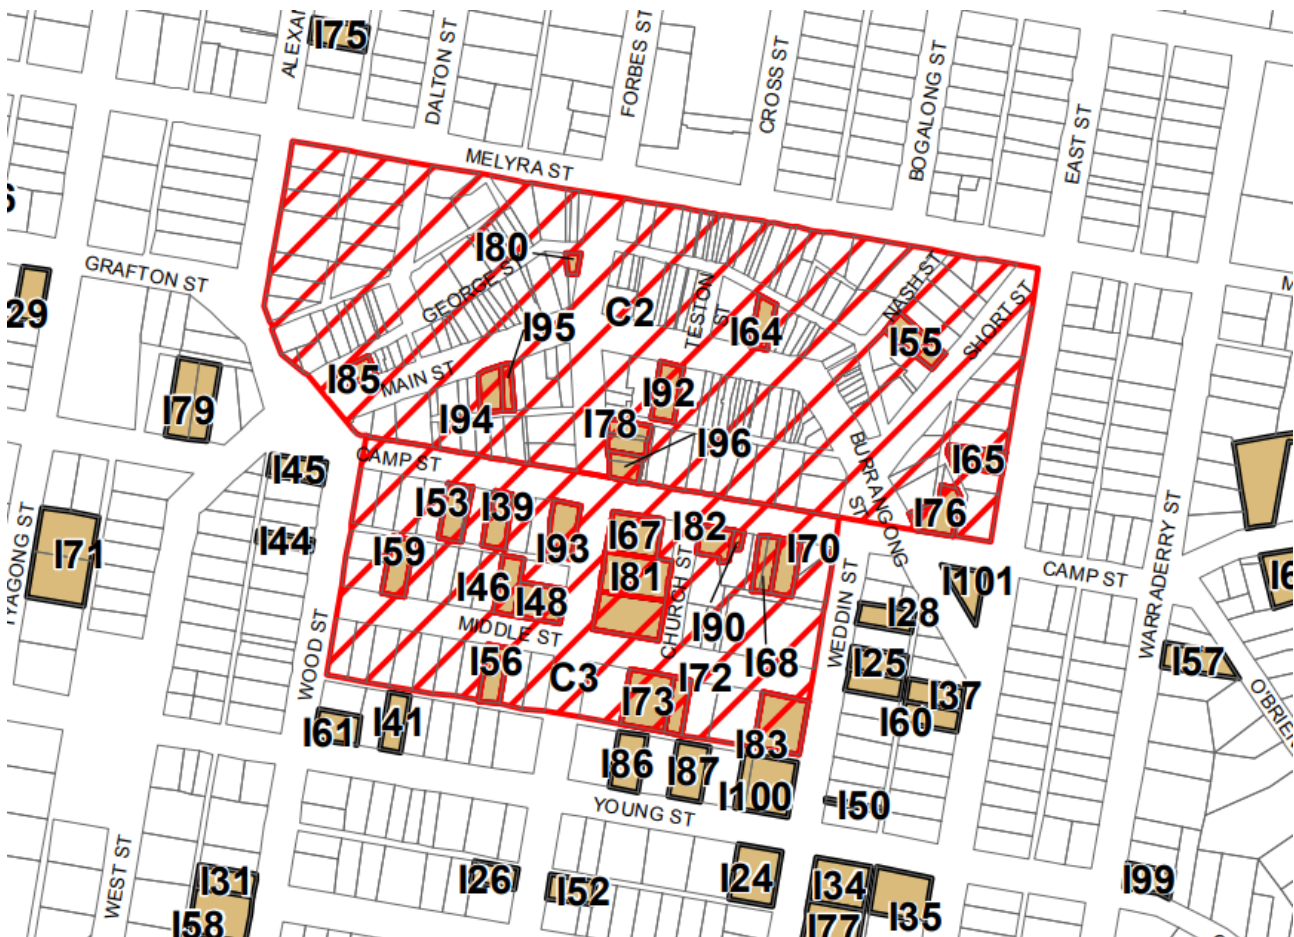 I75
ALEXAN
DALTON ST
FORBES ST
CROSS ST
BOGALONG ST
EAST ST
MELYRA ST
GRAFTON ST
29
I80
GEORGE ST
C2
TESTON ST
I95
I64
NASH ST
I55
SHORT ST
I85
MAIN ST
I79
I94
I92
I78
I96
CAMP ST
I45
BURRANGONG ST
I65
I76
I53
I39
I93
I67
I82
I70
I44
I59
I46
I48
I81
CHURCH ST
I90
I68
I71
I101
CAMP ST
WARRADERRY ST
MIDDLE ST
WEDDIN ST
I28
I25
I57
I56
C3
I72
I73
I37
I60
WOOD ST
I61
I41
I83
I86
I87
I100
I50
O'BRIEN
YOUNG ST
WEST ST
I31
I58
I26
I52
I24
I34
I77
I35
I99